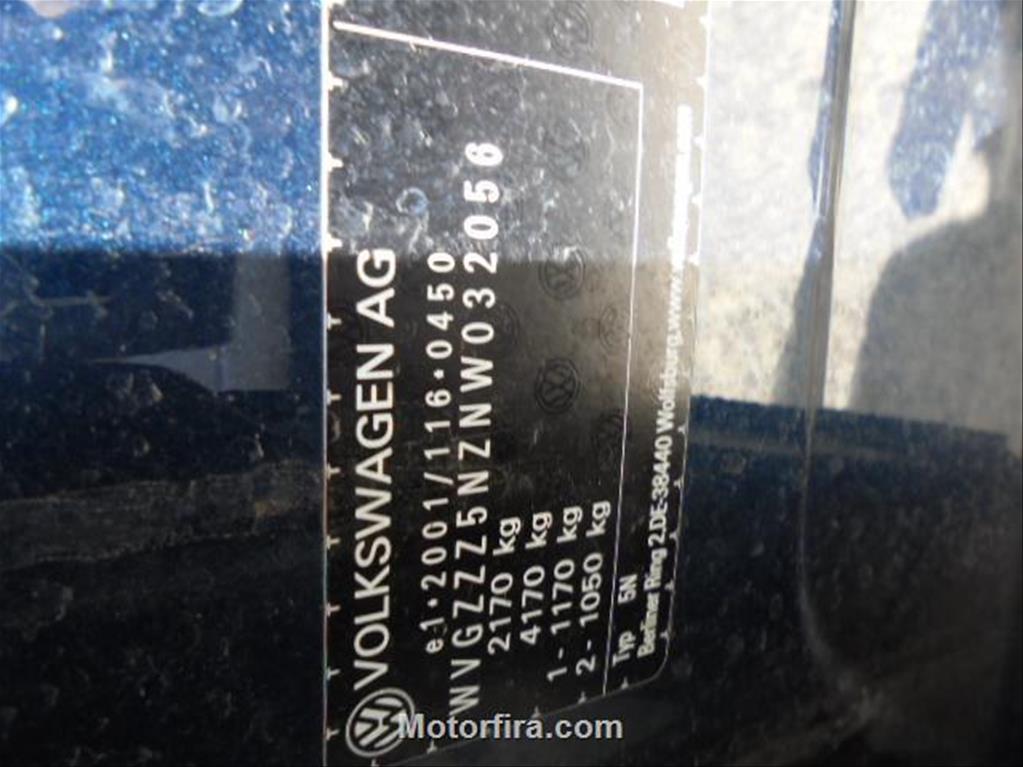 VOLKSWAGEN AG
e1*2001/116*0450
WVGZZZ5NZNW032056
2170 kg
4170 kg
1 - 1170 kg
2 - 1050 kg
Typ 5N
Berliner Ring 2,DE-38440 Wolfsburg,www.
Motorfira.com